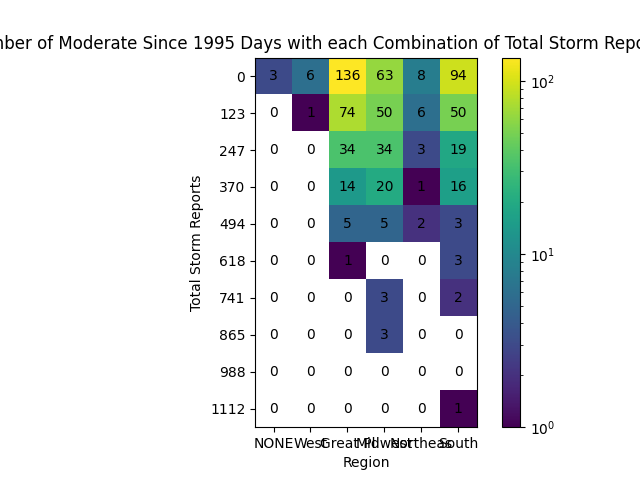 ber of Moderate Since 1995 Days with each Combination of Total Storm Repo
0 3 6 136 63 8 94
123 0 1 74 50 6 50
247 0 0 34 34 3 19
370 0 0 14 20 1 16
494 0 0 5 5 2 3
618 0 0 1 0 0 3
741 0 0 0 3 0 2
865 0 0 0 3 0 0
988 0 0 0 0 0 0
1112 0 0 0 0 0 1
NONE West Great Pl Midwest Northeas South
Region
Total Storm Reports
10²
10¹
10⁰